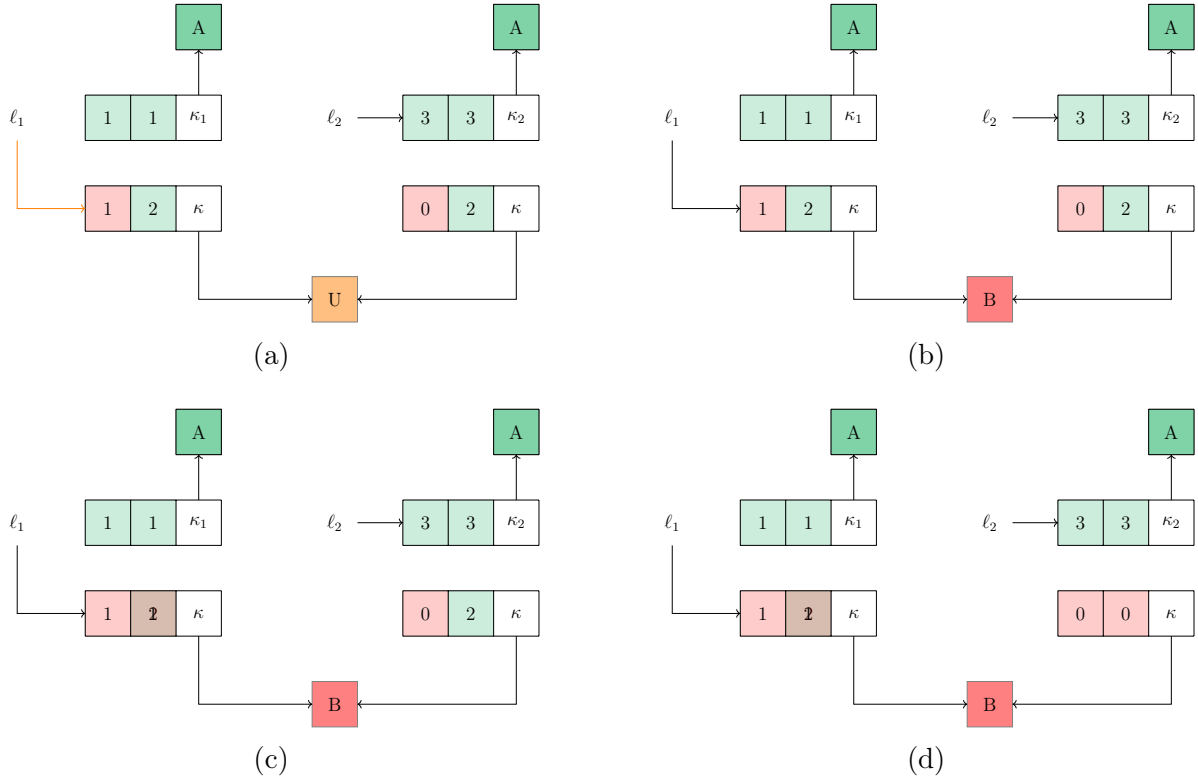 A A A A
ℓ₁ 1 1 κ₁ ℓ₂ 3 3 κ₂ ℓ₁ 1 1 κ₁ ℓ₂ 3 3 κ₂
1 2 κ 0 2 κ 1 2 κ 0 2 κ
U B
(a) (b)
A A A A
ℓ₁ 1 1 κ₁ ℓ₂ 3 3 κ₂ ℓ₁ 1 1 κ₁ ℓ₂ 3 3 κ₂
1 κ 0 2 κ 1 κ 0 0 κ
B B
(c) (d)